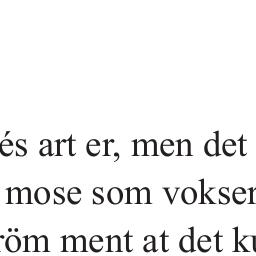 és art er, men det
mose som vokser
röm ment at det ku